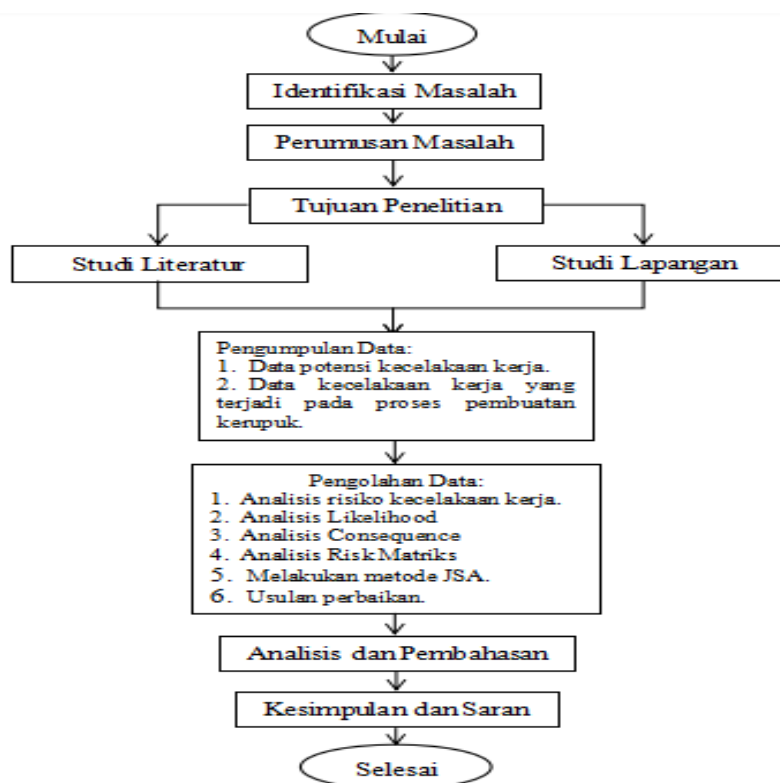 Mulai
Identifikasi Masalah
Perumusan Masalah
Tujuan Penelitian
Studi Literatur
Studi Lapangan
Pengumpulan Data:
1. Data potensi kecelakaan kerja.
2. Data kecelakaan kerja yang
terjadi pada proses pembuatan
kerupuk.
Pengolahan Data:
1. Analisis risiko kecelakaan kerja.
2. Analisis Likelihood
3. Analisis Consequence
4. Analisis Risk Matriks
5. Melakukan metode JSA.
6. Usulan perbaikan.
Analisis dan Pembahasan
Kesimpulan dan Saran
Selesai